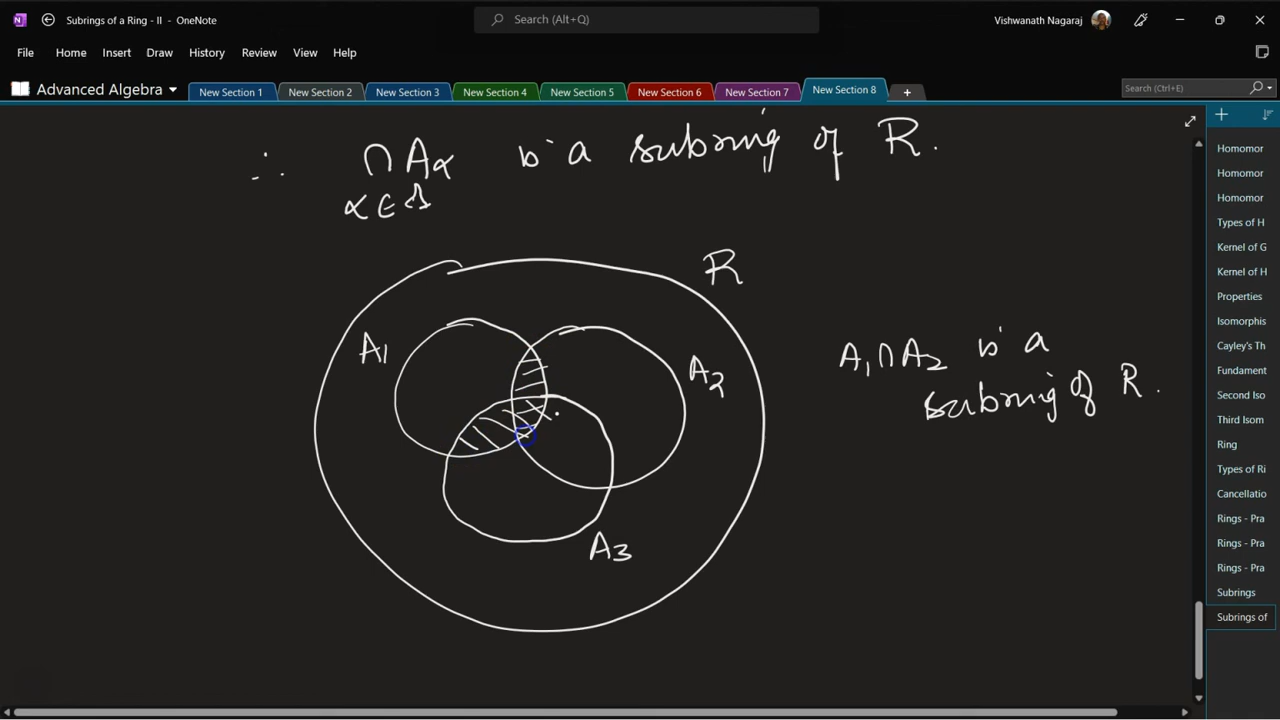 Subrings of a Ring - II - OneNote
Search (Alt+Q)
Vishwanath Nagaraj
File Home Insert Draw History Review View Help
Advanced Algebra
New Section 1 New Section 2 New Section 3 New Section 4 New Section 5 New Section 6 New Section 7 New Section 8 +
Search (Ctrl+E)
∴ ∩ Aα is a subring of R.
α ∈ Δ
R
A1
A2
A3
A1∩A2 is a
subring of R.
Homomor
Homomor
Homomor
Types of H
Kernel of G
Kernel of H
Properties
Isomorphis
Cayley's Th
Fundament
Second Iso
Third Isom
Ring
Types of Ri
Cancellatio
Rings - Pra
Rings - Pra
Rings - Pra
Subrings
Subrings of